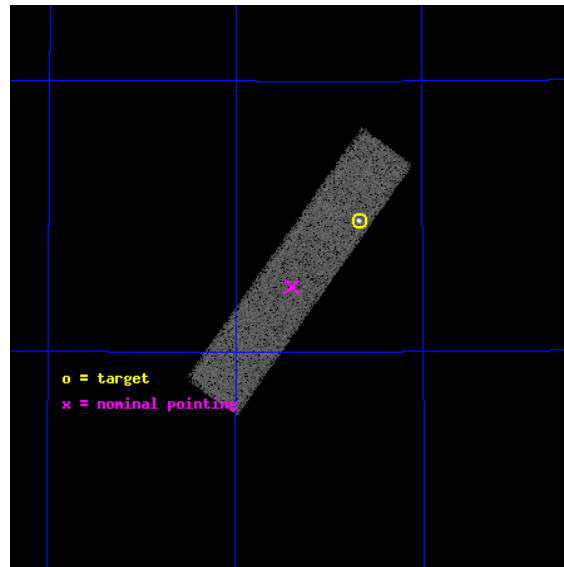 o = target
x = nominal pointing